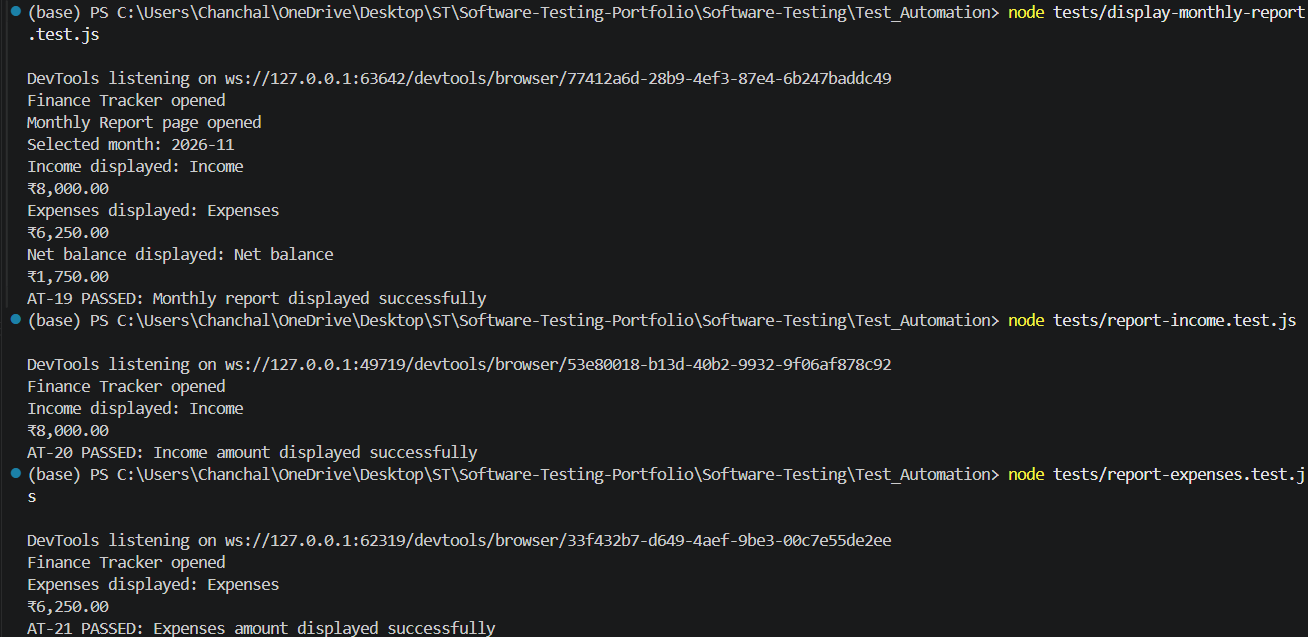 (base) PS C:\Users\Chanchal\OneDrive\Desktop\ST\Software-Testing-Portfolio\Software-Testing\Test_Automation> node tests/display-monthly-report
.test.js
DevTools listening on ws://127.0.0.1:63642/devtools/browser/77412a6d-28b9-4ef3-87e4-6b247baddc49
Finance Tracker opened
Monthly Report page opened
Selected month: 2026-11
Income displayed: Income
₹8,000.00
Expenses displayed: Expenses
₹6,250.00
Net balance displayed: Net balance
₹1,750.00
AT-19 PASSED: Monthly report displayed successfully
(base) PS C:\Users\Chanchal\OneDrive\Desktop\ST\Software-Testing-Portfolio\Software-Testing\Test_Automation> node tests/report-income.test.js
DevTools listening on ws://127.0.0.1:49719/devtools/browser/53e80018-b13d-40b2-9932-9f06af878c92
Finance Tracker opened
Income displayed: Income
₹8,000.00
AT-20 PASSED: Income amount displayed successfully
(base) PS C:\Users\Chanchal\OneDrive\Desktop\ST\Software-Testing-Portfolio\Software-Testing\Test_Automation> node tests/report-expenses.test.j
s
DevTools listening on ws://127.0.0.1:62319/devtools/browser/33f432b7-d649-4aef-9be3-00c7e55de2ee
Finance Tracker opened
Expenses displayed: Expenses
₹6,250.00
AT-21 PASSED: Expenses amount displayed successfully